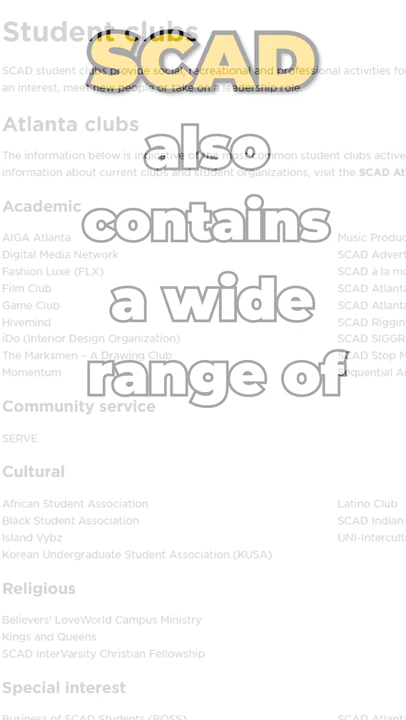 Student clubs
SCAD
SCAD student clubs provide social, recreational and professional activities for
an interest, meet new people or take on a leadership role
Atlanta clubs
also
The information below is indicative of the most common student clubs active
information about current clubs and student organizations, visit the SCAD At
Academic
contains
AIGA Atlanta
Digital Media Network
Fashion Luxe (FLX)
Film Club
Game Club
Hivemind
iDo (Interior Design Organization)
The Marksmen – A Drawing Club
Momentum
Music Produc
SCAD Advert
SCAD à la mo
SCAD Atlanta
SCAD Atlanta
SCAD Riggin
SCAD SIGGR
SCAD Stop M
Sequential Ar
a wide
range of
Community service
SERVE
Cultural
African Student Association
Black Student Association
Island Vybz
Korean Undergraduate Student Association (KUSA)
Latino Club
SCAD Indian
UNI-Intercult
Religious
Believers' LoveWorld Campus Ministry
Kings and Queens
SCAD InterVarsity Christian Fellowship
Special interest
Business of SCAD Students (BOSS)
SCAD Atlant